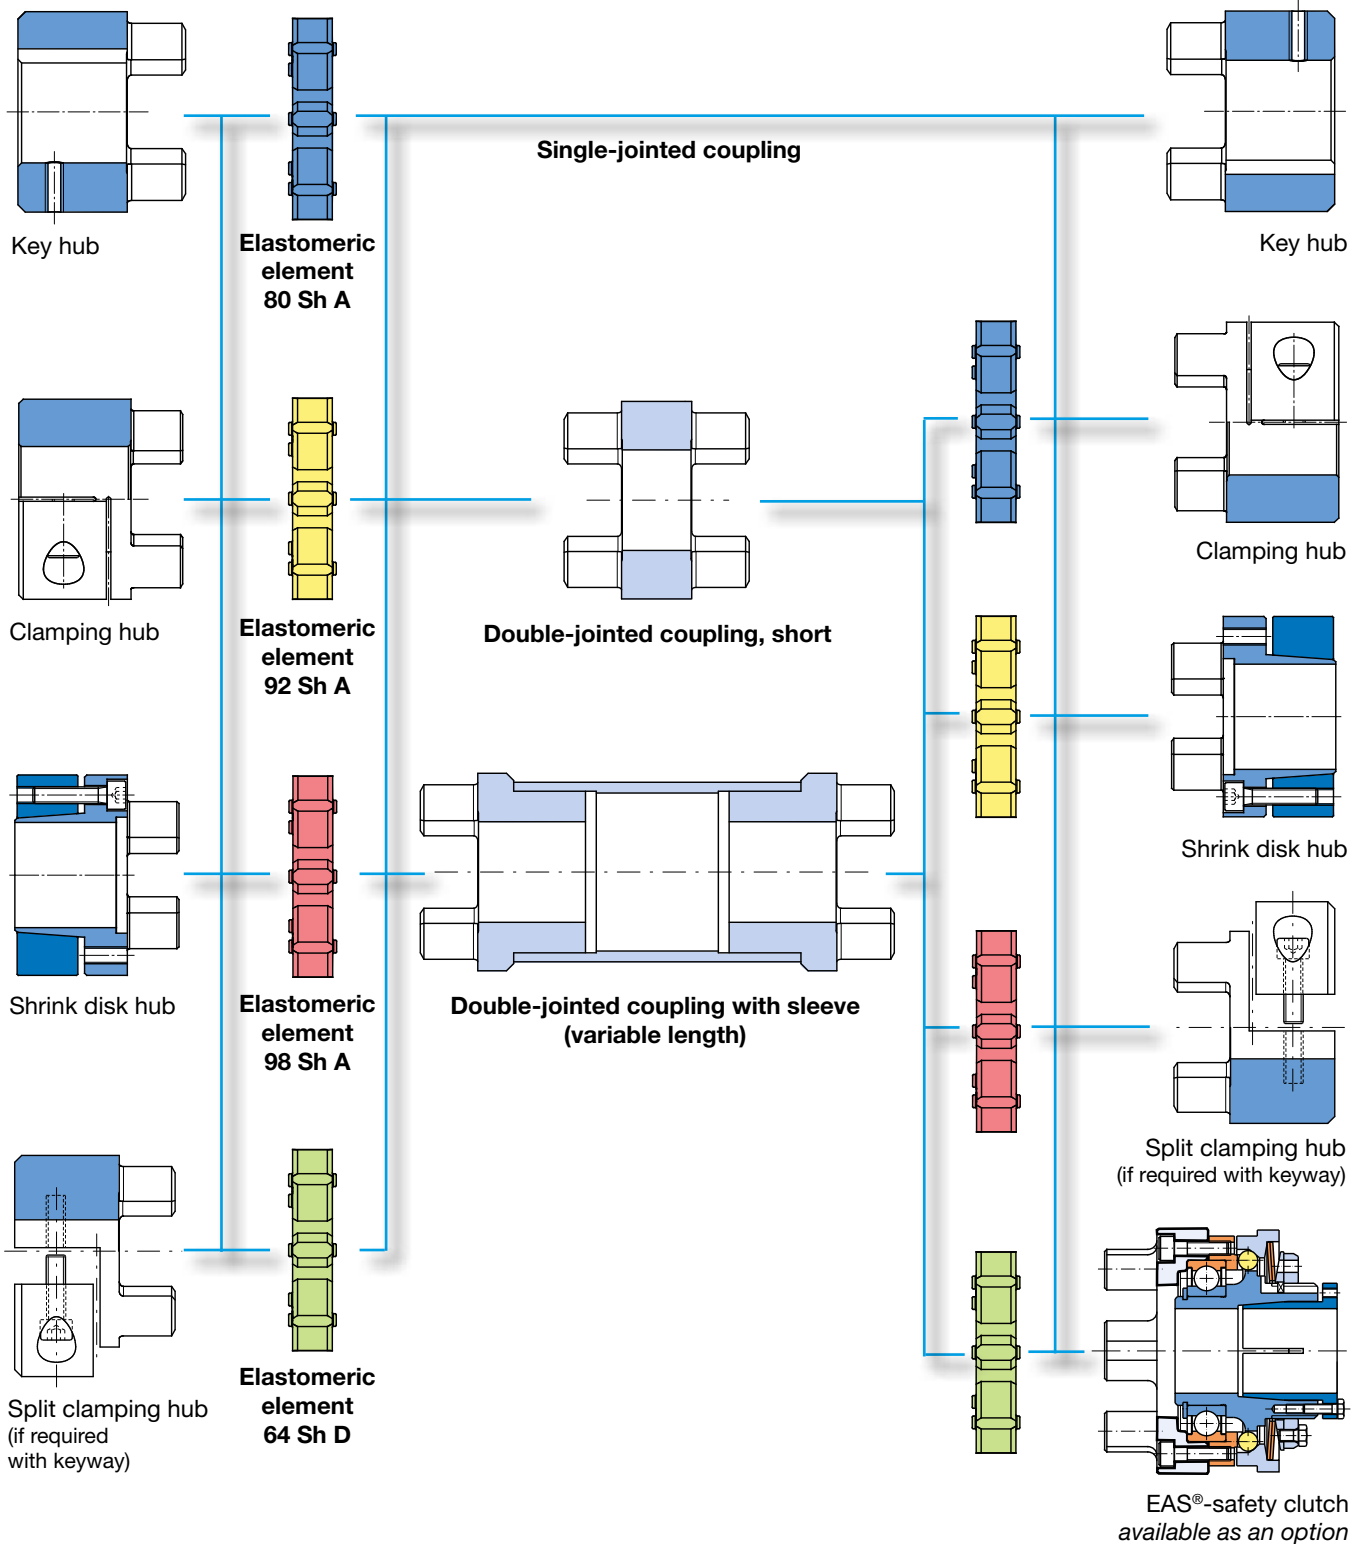 Single-jointed coupling
Key hub
Elastomeric
element
80 Sh A
Key hub
Clamping hub
Clamping hub
Elastomeric
element
92 Sh A
Double-jointed coupling, short
Shrink disk hub
Shrink disk hub
Elastomeric
element
98 Sh A
Double-jointed coupling with sleeve
(variable length)
Split clamping hub
(if required with keyway)
Split clamping hub
(if required
with keyway)
Elastomeric
element
64 Sh D
EAS®-safety clutch
available as an option